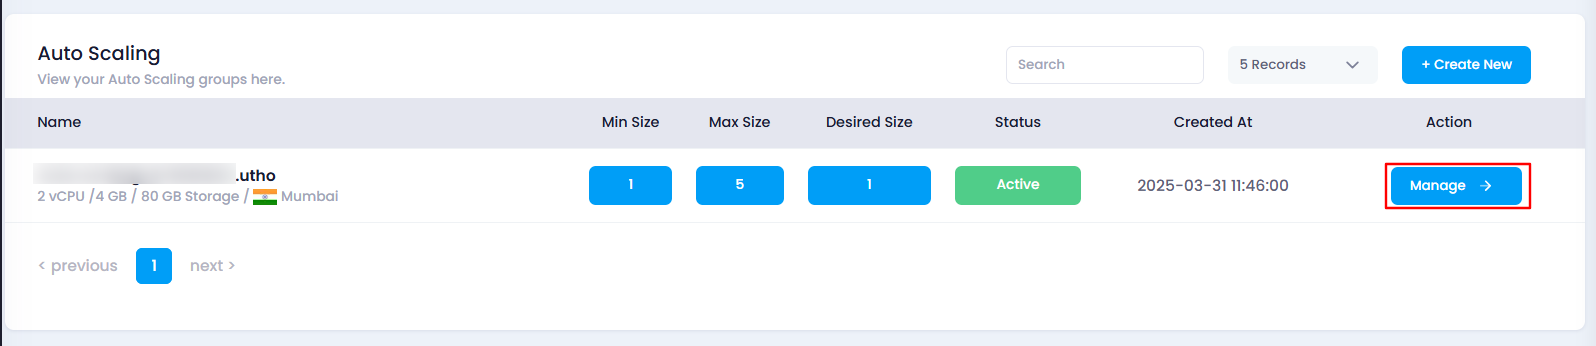 Auto Scaling
View your Auto Scaling groups here.
Search
5 Records
+ Create New
Name Min Size Max Size Desired Size Status Created At Action
.utho
2 vCPU /4 GB / 80 GB Storage / Mumbai
1 5 1 Active 2025-03-31 11:46:00 Manage →
< previous 1 next >